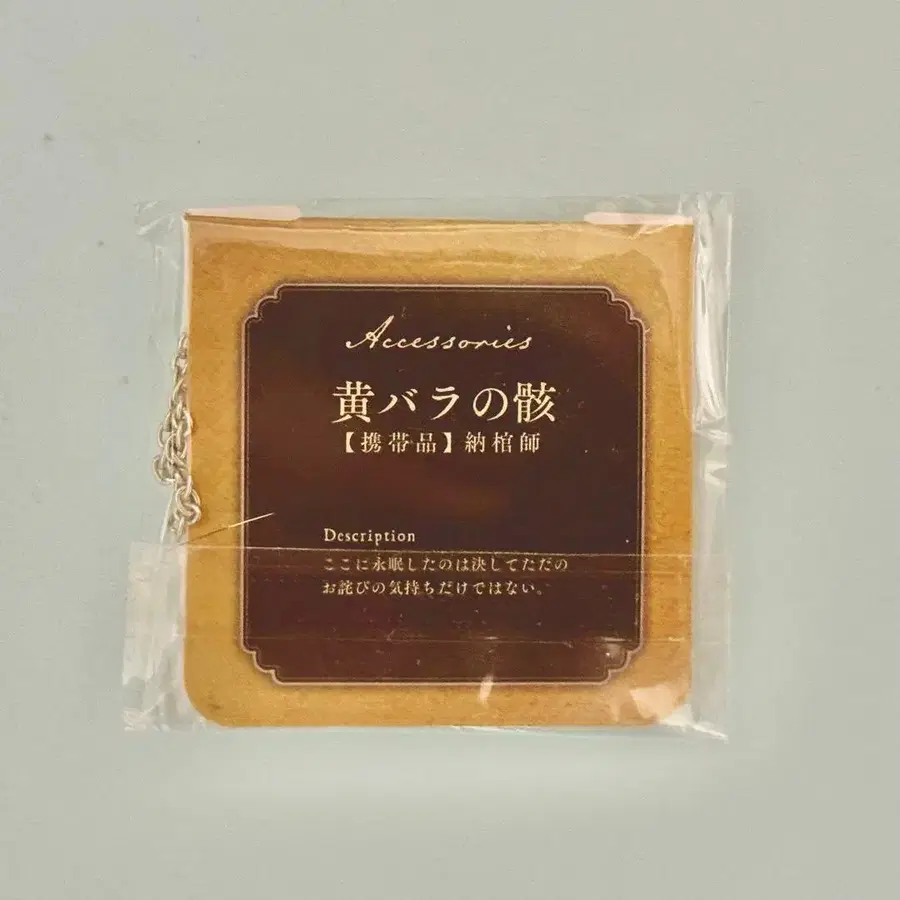 Accessories
黄バラの骸
【携帯品】納棺師
Description
ここに永眠したのは決してただの
お詫びの気持ちだけではない。